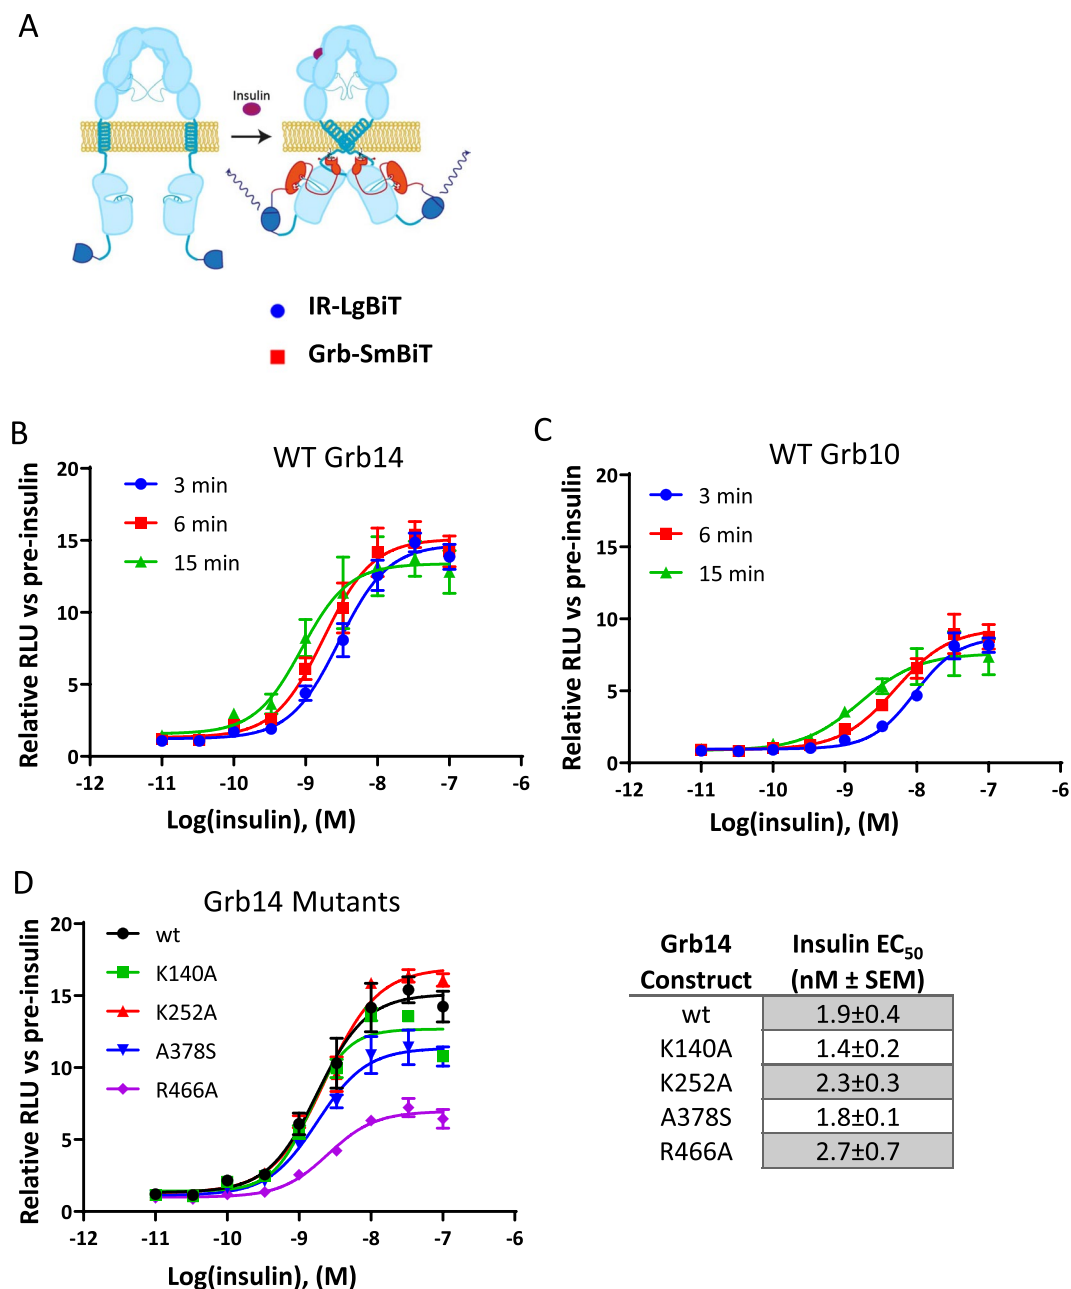 A
Insulin
IR-LgBiT
Grb-SmBiT
B
WT Grb14
Relative RLU vs pre-insulin
20
15
10
5
0
3 min
6 min
15 min
-12 -11 -10 -9 -8 -7 -6
Log(insulin), (M)
C
WT Grb10
Relative RLU vs pre-insulin
20
15
10
5
0
3 min
6 min
15 min
-12 -11 -10 -9 -8 -7 -6
Log(insulin), (M)
D
Grb14 Mutants
Relative RLU vs pre-insulin
20
15
10
5
0
wt
K140A
K252A
A378S
R466A
-12 -11 -10 -9 -8 -7 -6
Log(insulin), (M)
Grb14 Insulin EC50
Construct (nM ± SEM)
wt 1.9±0.4
K140A 1.4±0.2
K252A 2.3±0.3
A378S 1.8±0.1
R466A 2.7±0.7